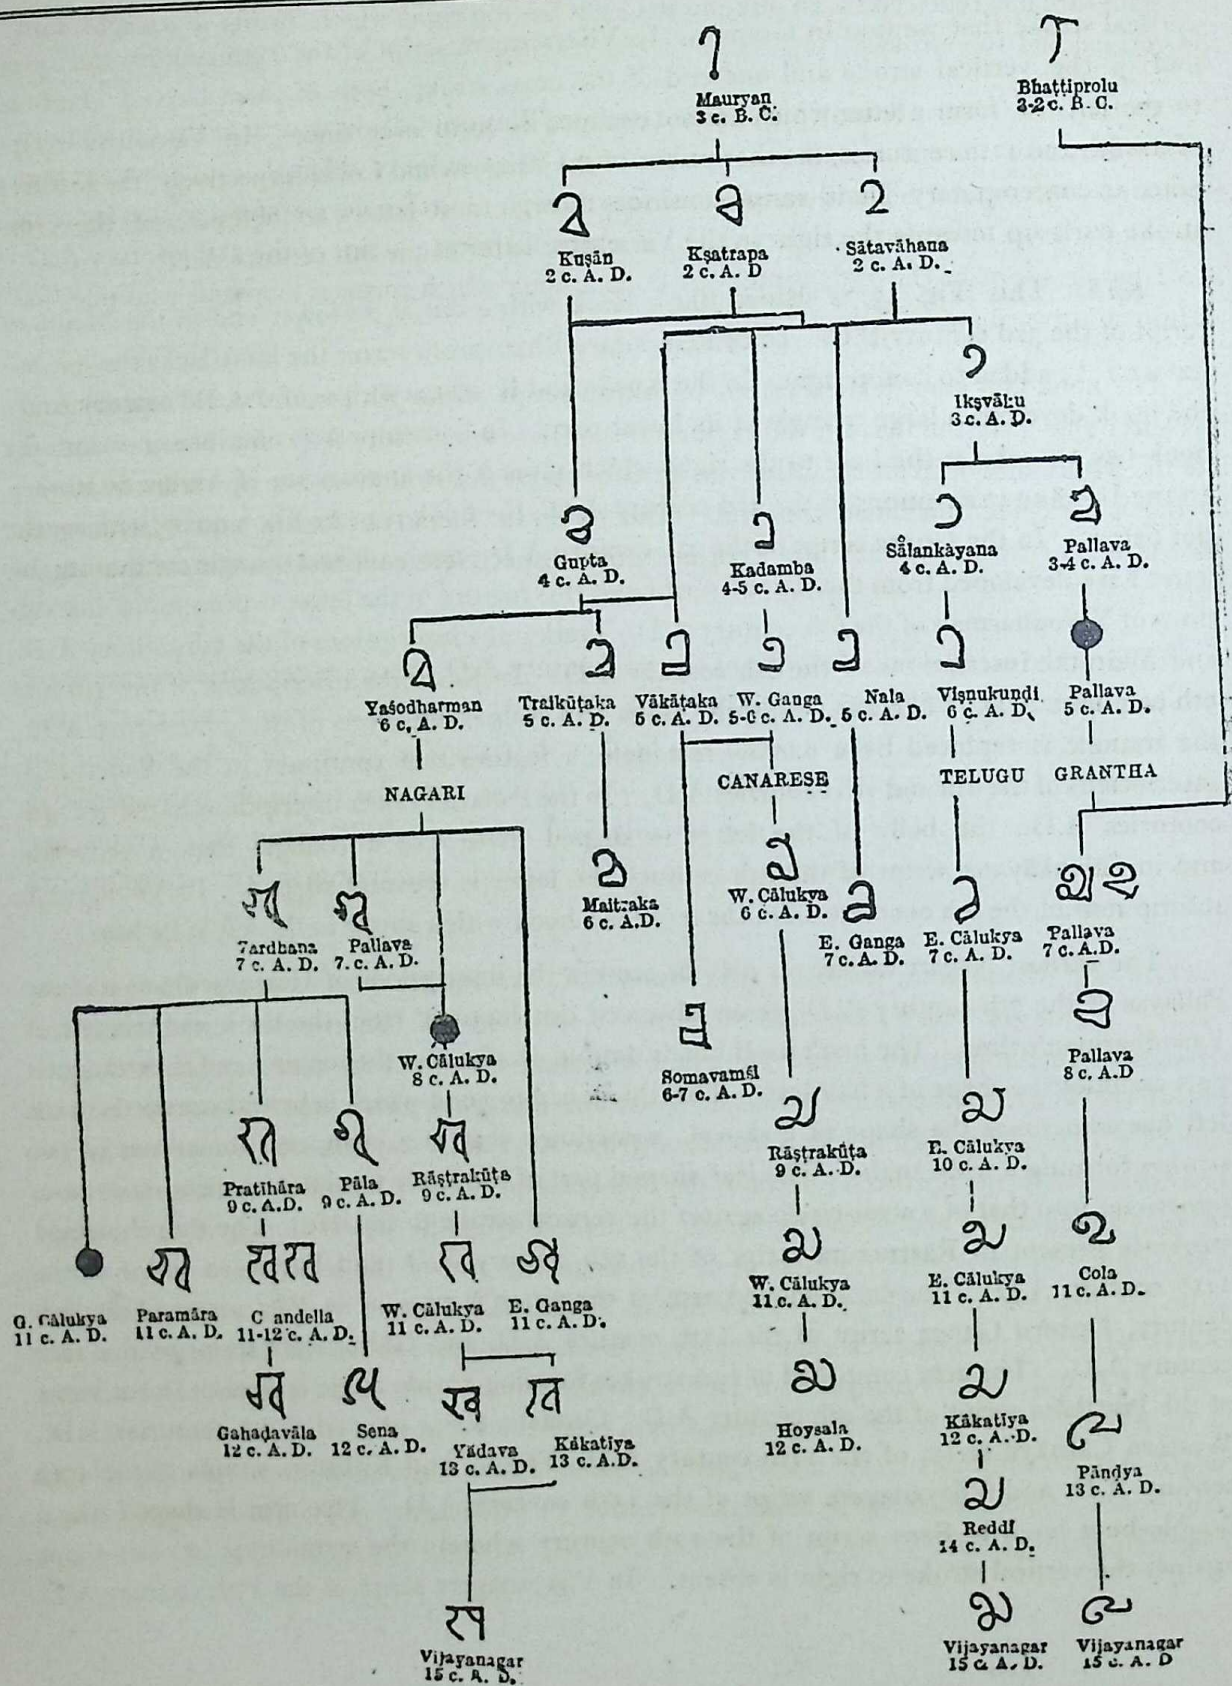 Mauryan
3 c. B. C.
Bhaṭṭiprolu
3-2 c. B. C.
Kuṣān
2 c. A. D.
Kṣatrapa
2 c. A. D
Sātavāhana
2 c. A. D.
Ikṣvāku
3 c. A. D.
Gupta
4 c. A. D.
Kadamba
4-5 c. A. D.
Sālankāyana
4 c. A. D.
Pallava
3-4 c. A. D.
Yaśodharman
6 c. A. D.
Traikūṭaka
5 c. A. D.
Vākāṭaka
5 c. A. D.
W. Ganga
5-6 c. A. D.
Nala
5 c. A. D.
Viṣṇukundi
6 c. A. D.
Pallava
5 c. A. D.
NAGARI
CANARESE
TELUGU
GRANTHA
Maitraka
6 c. A.D.
W. Cālukya
6 c. A. D.
E. Ganga
7 c. A. D.
E. Cālukya
7 c. A. D.
Pallava
7 c. A.D.
7ardhana
7 c. A. D.
Pallava
7. c. A. D.
W. Cālukya
8 c. A. D.
Somavamśi
6-7 c. A. D.
Pallava
8 c. A.D
Pratihāra
9 c. A.D.
Pāla
9 c. A. D.
Rāṣṭrakūṭa
9 c. A. D.
Rāṣṭrakūṭa
9 c. A. D.
E. Cālukya
10 c. A. D.
G. Cālukya
11 c. A. D.
Paramāra
11 c. A. D.
C andella
11-12 c. A. D.
W. Cālukya
11 c. A. D.
E. Ganga
11 c. A. D.
W. Cālukya
11 c. A. D.
E. Cālukya
11 c. A. D.
Cola
11 c. A. D.
Gahaḍavāla
12 c. A. D.
Sena
12 c. A. D.
Yādava
13 c. A. D.
Kākatīya
13 c. A.D.
Hoysala
12 c. A. D.
Kākatīya
12 c. A. D.
Pāndya
13 c. A. D.
Reddi
14 c. A. D.
Vijayanagar
15 c. A. D.
Vijayanagar
15 c. A. D.
Vijayanagar
15 c. A. D